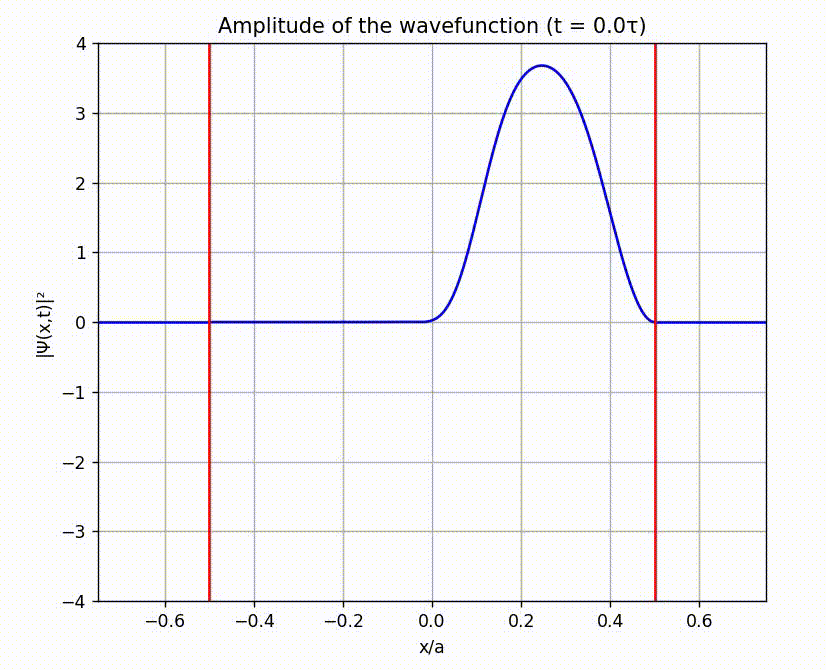 Amplitude of the wavefunction (t = 0.0τ)
4
3
2
1
0
−1
−2
−3
−4
|Ψ(x,t)|²
−0.6 −0.4 −0.2 0.0 0.2 0.4 0.6
x/a